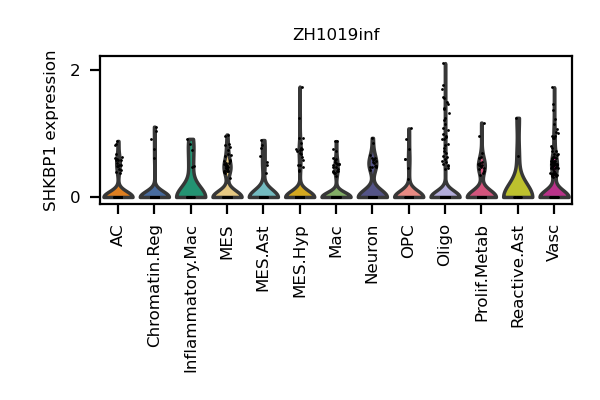 ZH1019inf
SHKBP1 expression
2
0
AC
Chromatin.Reg
Inflammatory.Mac
MES
MES.Ast
MES.Hyp
Mac
Neuron
OPC
Oligo
Prolif.Metab
Reactive.Ast
Vasc